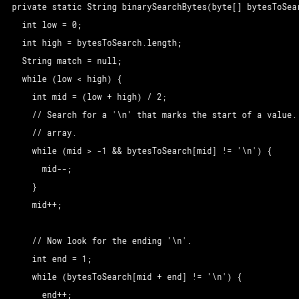 private static String binarySearchBytes(byte[]
int low = 0;
int high = bytesToSearch.length;
String match = null;
while (low < high) {
int mid = (low + high) / 2;
// Search for a '\n' that marks the start of a value.
// array.
while (mid > -1 && bytesToSearch[mid] != '\n') {
mid--;
}
mid++;
// Now look for the ending '\n'.
int end = 1;
while (bytesToSearch[mid + end] != '\n') {
end++;